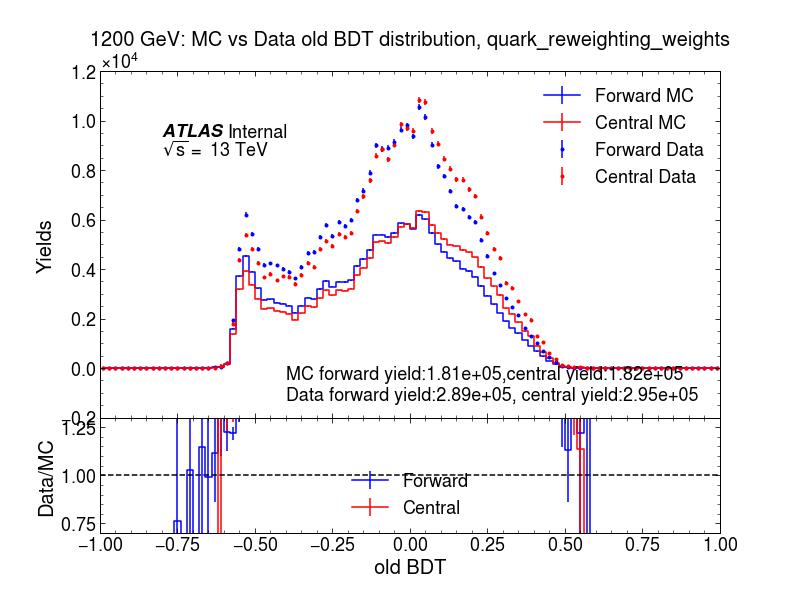 1200 GeV: MC vs Data old BDT distribution, quark_reweighting_weights
×10⁴
1.2
1.0
0.8
0.6
0.4
0.2
0.0
0.2
Yields
ATLAS Internal
√s = 13 TeV
Forward MC
Central MC
Forward Data
Central Data
MC forward yield:1.81e+05,central yield:1.82e+05
Data forward yield:2.89e+05, central yield:2.95e+05
1.25
1.00
0.75
Data/MC
Forward
Central
−1.00 −0.75 −0.50 −0.25 0.00 0.25 0.50 0.75 1.00
old BDT